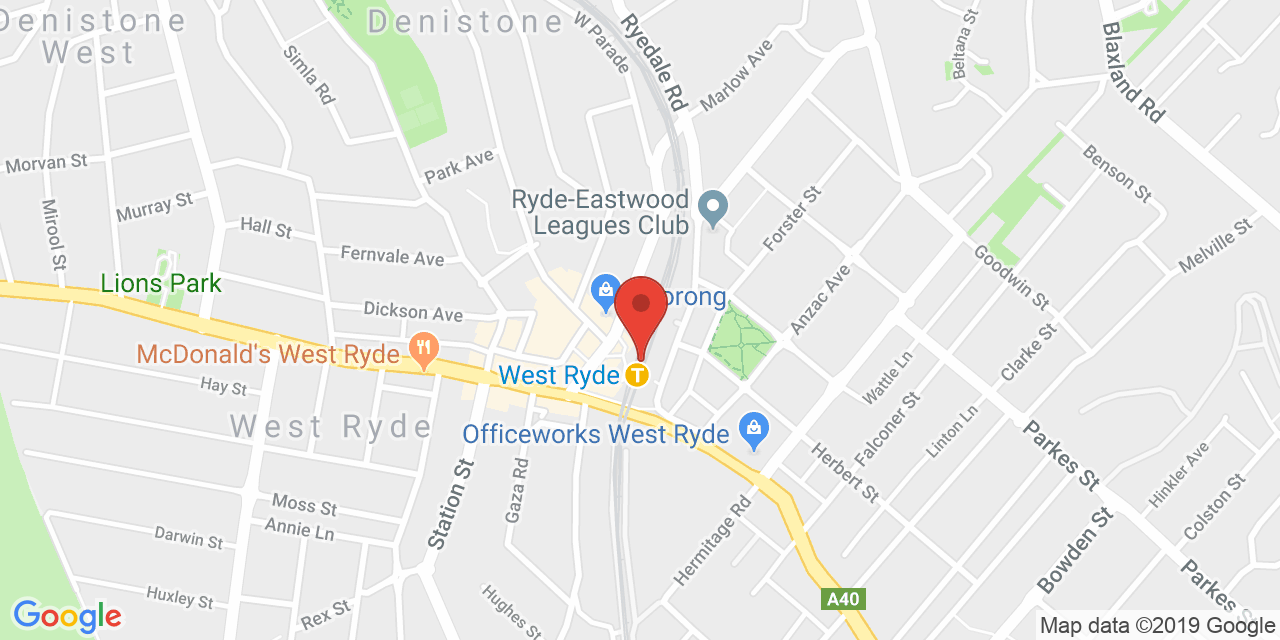 Denistone
West
Denistone
W Parade
Ryedale Rd
Marlow Ave
Beltana St
Blaxland Rd
Simla Rd
Morvan St
Park Ave
Benson St
Murray St
Mirool St
Hall St
Fernvale Ave
Ryde-Eastwood
Leagues Club
Forster St
Melville St
Goodwin St
Lions Park
Dickson Ave
orong
Anzac Ave
McDonald's West Ryde
West Ryde
T
Wattle Ln
Clarke St
Hay St
West Ryde
Officeworks West Ryde
Falconer St
Linton Ln
Parkes St
Herbert St
Hinkler Ave
Colston St
Station St
Gaza Rd
Moss St
Annie Ln
Darwin St
Hermitage Rd
Bowden St
Huxley St
Rex St
Hughes St
A40
Parkes St
Google
Map data ©2019 Google